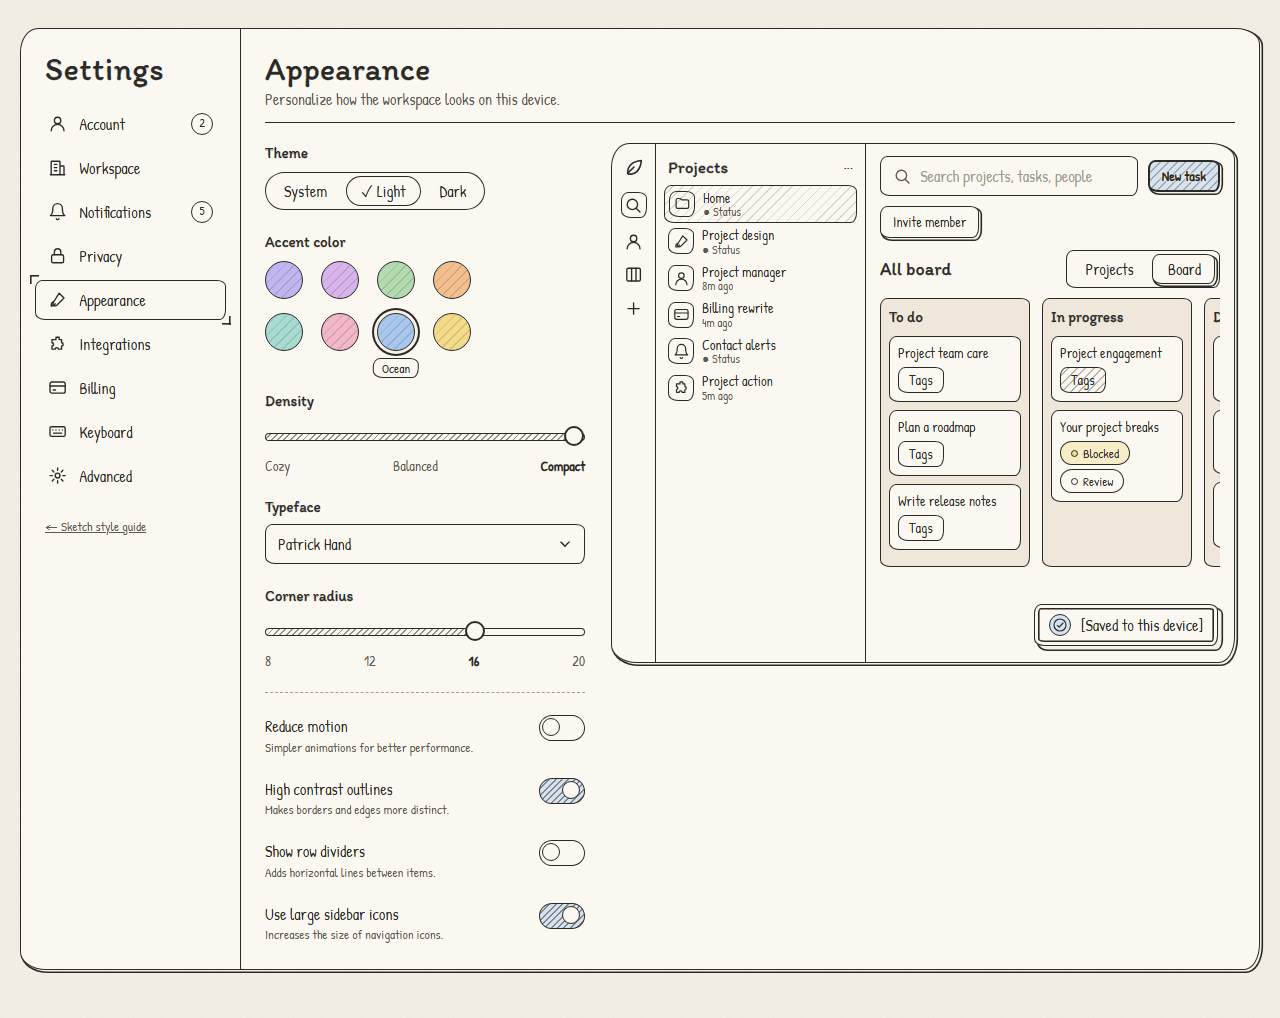 Settings
Account 2
Workspace
Notifications 5
Privacy
Appearance
Integrations
Billing
Keyboard
Advanced
← Sketch style guide
Appearance
Personalize how the workspace looks on this device.
Theme
System ✓ Light Dark
Accent color
Ocean
Density
Cozy Balanced Compact
Typeface
Patrick Hand
Corner radius
8 12 16 20
Reduce motion
Simpler animations for better performance.
High contrast outlines
Makes borders and edges more distinct.
Show row dividers
Adds horizontal lines between items.
Use large sidebar icons
Increases the size of navigation icons.
Projects ...
Home
Status
Project design
Status
Project manager
8m ago
Billing rewrite
4m ago
Contact alerts
Status
Project action
5m ago
Search projects, tasks, people
New task
Invite member
All board
Projects Board
To do
Project team care
Tags
Plan a roadmap
Tags
Write release notes
Tags
In progress
Project engagement
Tags
Your project breaks
Blocked
Review
[Saved to this device]